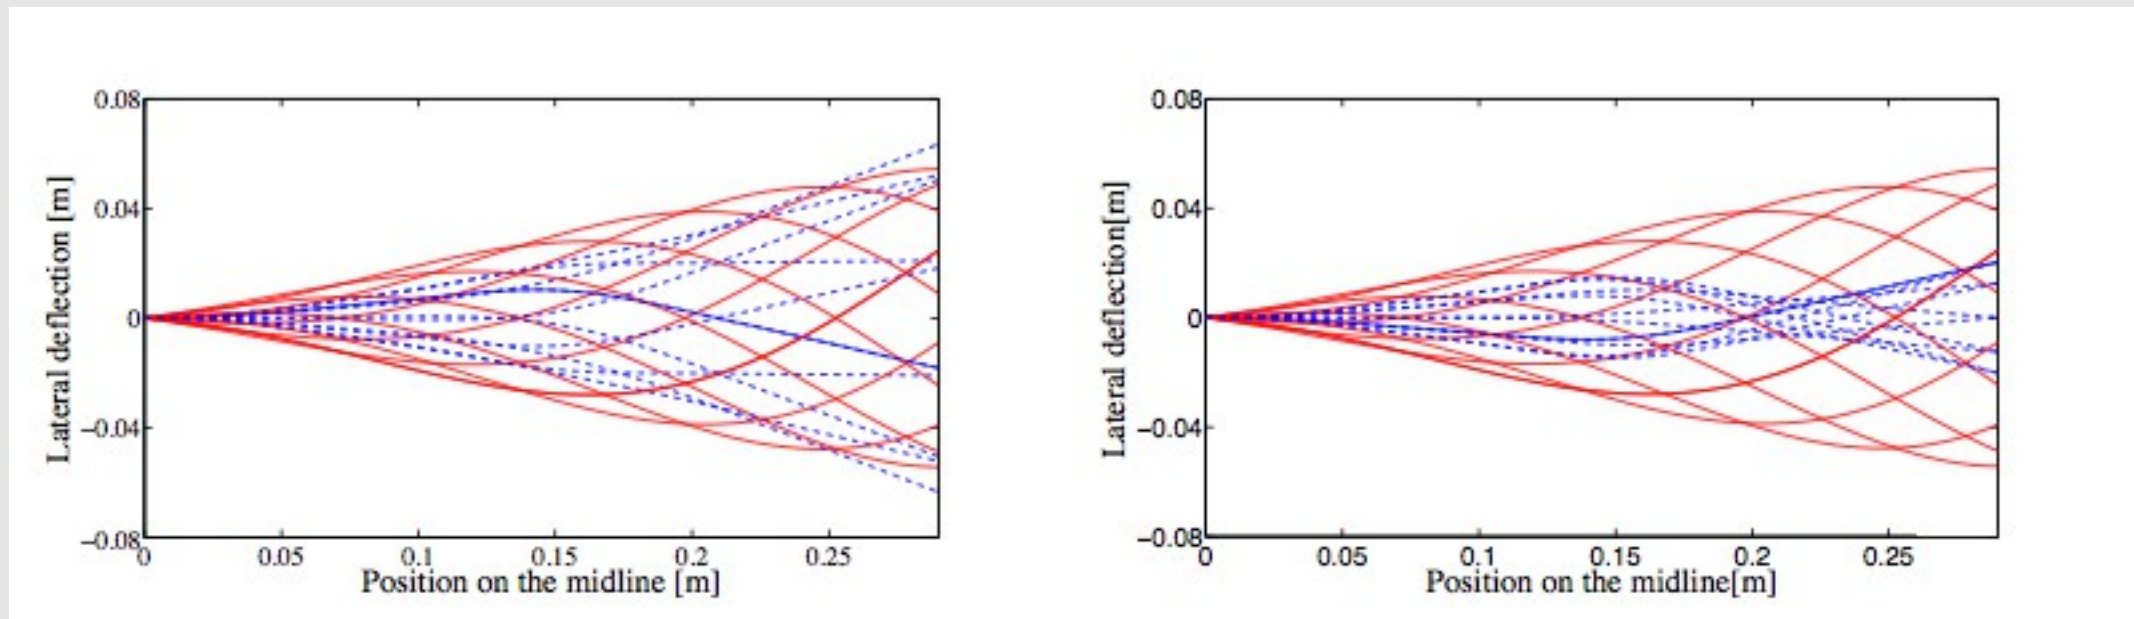 Lateral deflection [m]
0.08
0.04
0
−0.04
−0.08
0 0.05 0.1 0.15 0.2 0.25
Position on the midline [m]
Lateral deflection[m]
0.08
0.04
0
−0.04
−0.08
0 0.05 0.1 0.15 0.2 0.25
Position on the midline[m]